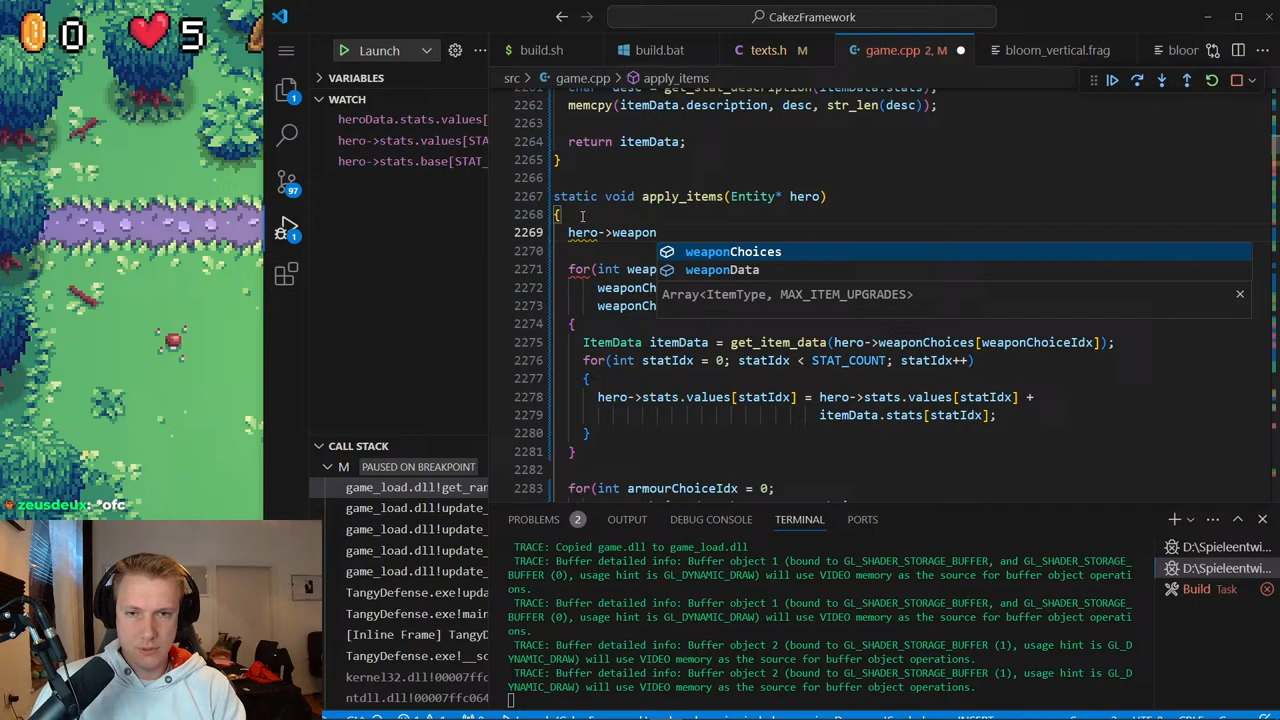 0 5
zeusdeux: *ofc
CakezFramework
Launch
build.sh
build.bat
texts.h M
game.cpp 2, M
bloom_vertical.frag
bloor
src > game.cpp > apply_items
VARIABLES
WATCH
heroData.stats.values[
hero->stats.values[STA
hero->stats.base[STAT_
CALL STACK
M PAUSED ON BREAKPOINT
game_load.dll!get_ran
game_load.dll!update_
game_load.dll!update_
game_load.dll!update_
game_load.dll!update_
TangyDefense.exe!upda
TangyDefense.exe!main
[Inline Frame] TangyD
TangyDefense.exe!__sc
kernel32.dll!00007ffc
ntdll.dll!00007ffc064
1
97
1
2262 memcpy(itemData.description, desc, str_len(desc));
2263
2264 return itemData;
2265 }
2266
2267 static void apply_items(Entity* hero)
2268 {
2269 hero->weapon
weaponChoices
weaponData
Array<ItemType, MAX_ITEM_UPGRADES>
2270
2271 for(int weap
2272 weaponCh
2273 weaponCh
2274 {
2275 ItemData itemData = get_item_data(hero->weaponChoices[weaponChoiceIdx]);
2276 for(int statIdx = 0; statIdx < STAT_COUNT; statIdx++)
2277 {
2278 hero->stats.values[statIdx] = hero->stats.values[statIdx] +
2279 itemData.stats[statIdx];
2280 }
2281 }
2282
2283 for(int armourChoiceIdx = 0;
PROBLEMS 2 OUTPUT DEBUG CONSOLE TERMINAL PORTS
TRACE: Copied game.dll to game_load.dll
TRACE: Buffer detailed info: Buffer object 1 (bound to GL_SHADER_STORAGE_BUFFER, and GL_SHADER_STORAGE_
BUFFER (0), usage hint is GL_DYNAMIC_DRAW) will use VIDEO memory as the source for buffer object operati
ons.
TRACE: Buffer detailed info: Buffer object 1 (bound to GL_SHADER_STORAGE_BUFFER, and GL_SHADER_STORAGE_
BUFFER (0), usage hint is GL_DYNAMIC_DRAW) will use VIDEO memory as the source for buffer object operati
ons.
TRACE: Buffer detailed info: Buffer object 2 (bound to GL_SHADER_STORAGE_BUFFER (1), usage hint is GL_D
YNAMIC_DRAW) will use VIDEO memory as the source for buffer object operations.
TRACE: Buffer detailed info: Buffer object 2 (bound to GL_SHADER_STORAGE_BUFFER (1), usage hint is GL_D
YNAMIC_DRAW) will use VIDEO memory as the source for buffer object operations.
D:\Spieleentwi...
D:\Spieleentwi...
Build Task